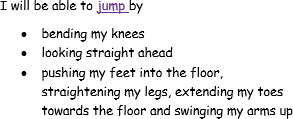 I will be able to jump by
• bending my knees
• looking straight ahead
• pushing my feet into the floor,
straightening my legs, extending my toes
towards the floor and swinging my arms up